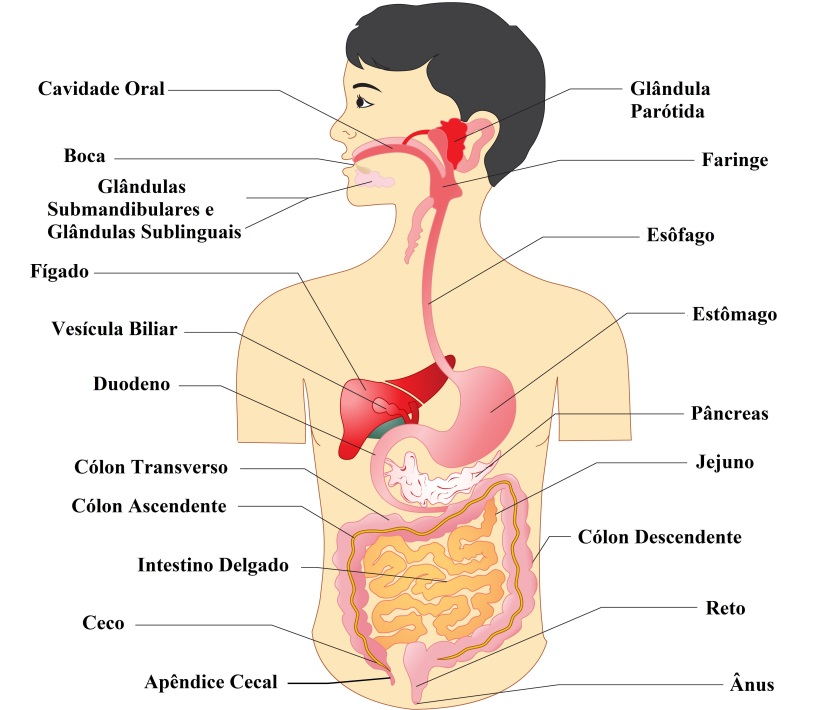 Cavidade Oral
Boca
Glândulas
Submandibulares e
Glândulas Sublinguais
Fígado
Vesícula Biliar
Duodeno
Cólon Transverso
Cólon Ascendente
Intestino Delgado
Ceco
Apêndice Cecal
Glândula
Parótida
Faringe
Esôfago
Estômago
Pâncreas
Jejuno
Cólon Descendente
Reto
Ânus